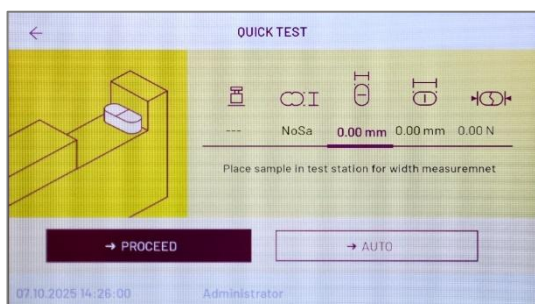 QUICK TEST
--- NoSa 0.00 mm 0.00 mm 0.00 N
Place sample in test station for width measuremnet
→ PROCEED
→ AUTO
07.10.2025 14:26:00 Administrator